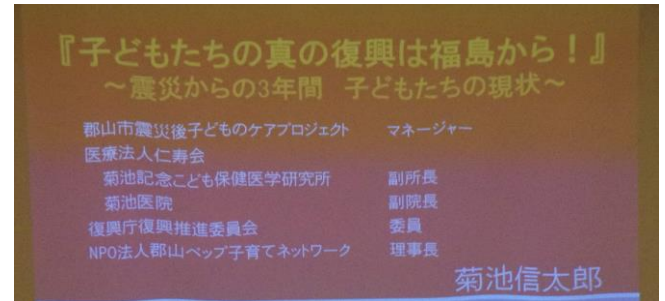 『子どもたちの真の復興は福島から！』
～震災からの3年間　子どもたちの現状～
郡山市震災後子どものケアプロジェクト　マネージャー
医療法人仁寿会
菊池記念こども保健医学研究所　副所長
菊池医院　副院長
復興庁復興推進委員会　委員
NPO法人郡山ペップ子育てネットワーク　理事長
菊池信太郎